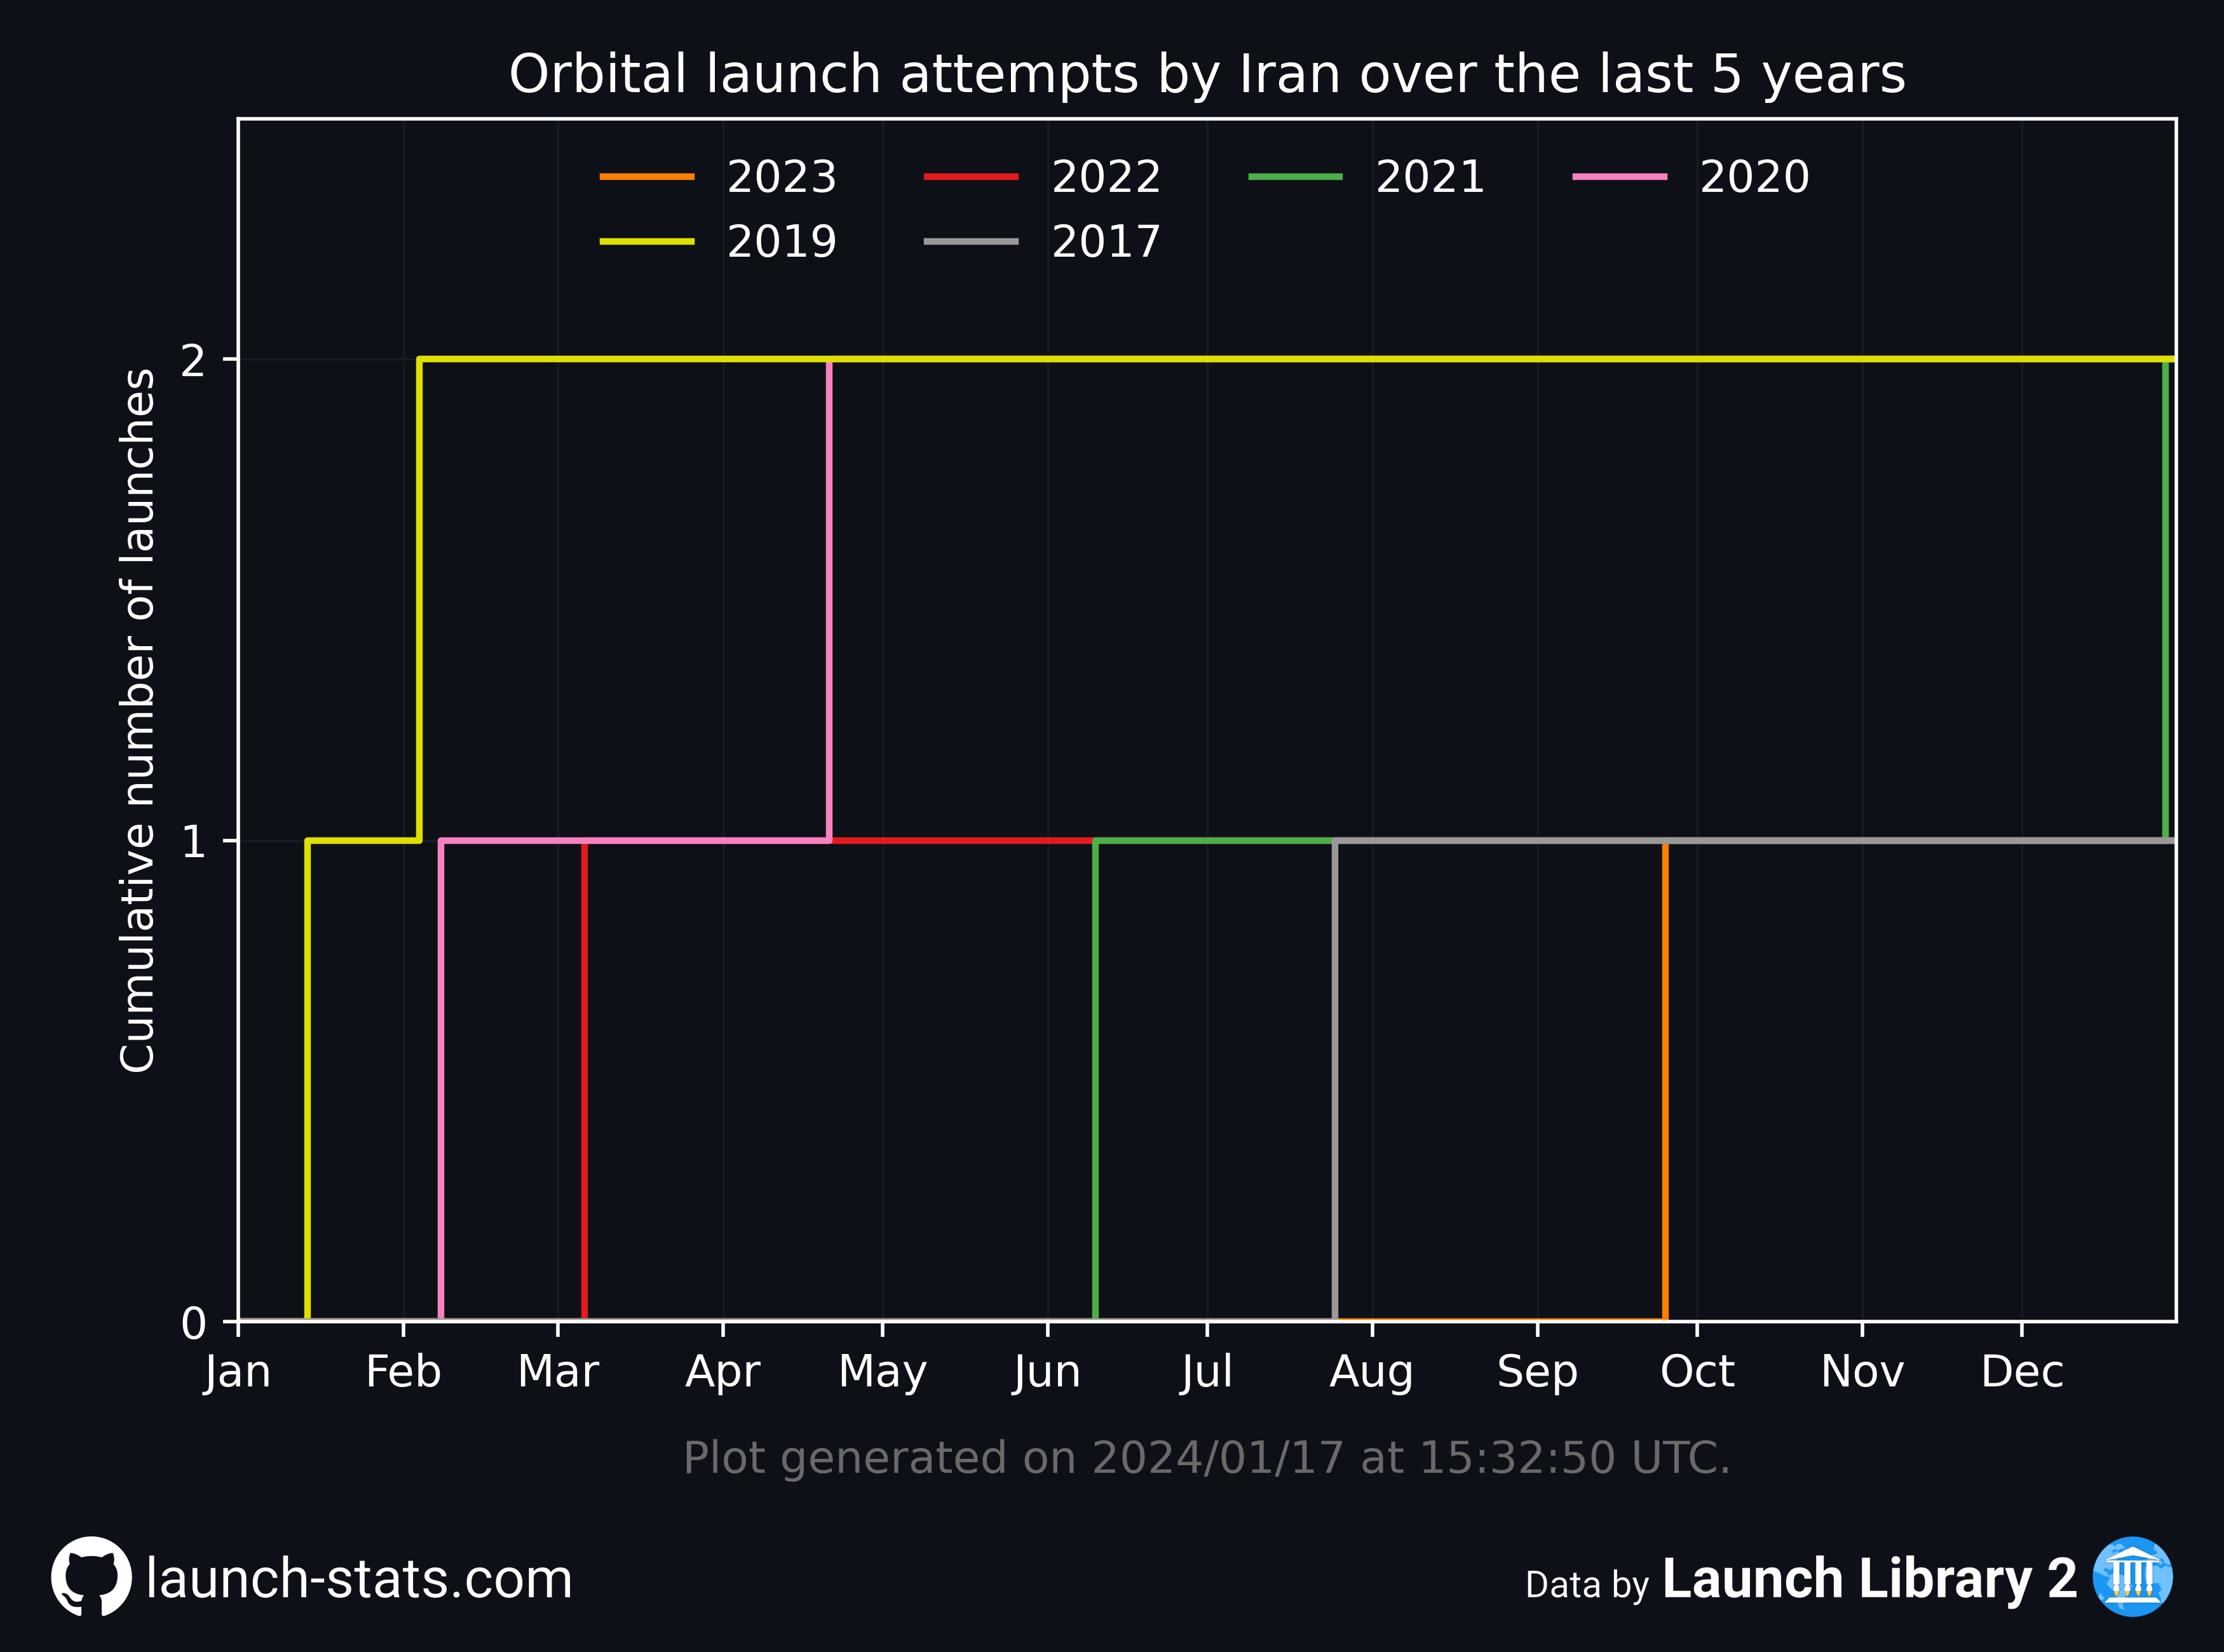 Orbital launch attempts by Iran over the last 5 years
2023 2022 2021 2020
2019 2017
Cumulative number of launches
2
1
0
Jan Feb Mar Apr May Jun Jul Aug Sep Oct Nov Dec
Plot generated on 2024/01/17 at 15:32:50 UTC.
launch-stats.com
Data by Launch Library 2